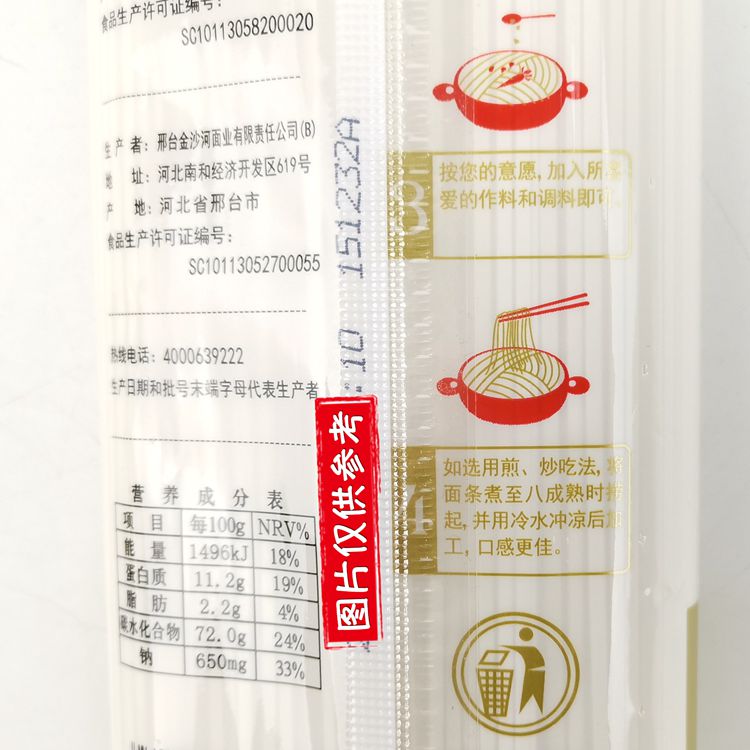 食品生产许可证编号：
SC10113058200020
生 产 者：邢台金沙河面业有限责任公司(B)
地 址：河北南和经济开发区619号
产 地：河北省邢台市
食品生产许可证编号：
SC10113052700055
热线电话：4000639222
生产日期和批号末端字母代表生产者
营 养 成 分 表
项 目 每100g NRV%
能 量 1496kJ 18%
蛋白质 11.2g 19%
脂 肪 2.2g 4%
碳水化合物 72.0g 24%
钠 650mg 33%
:10 151232A
图片仅供参考
3
按您的意愿,加入所喜
爱的作料和调料即可。
4
如选用煎、炒吃法,将
面条煮至八成熟时捞
起,并用冷水冲凉后加
工,口感更佳。